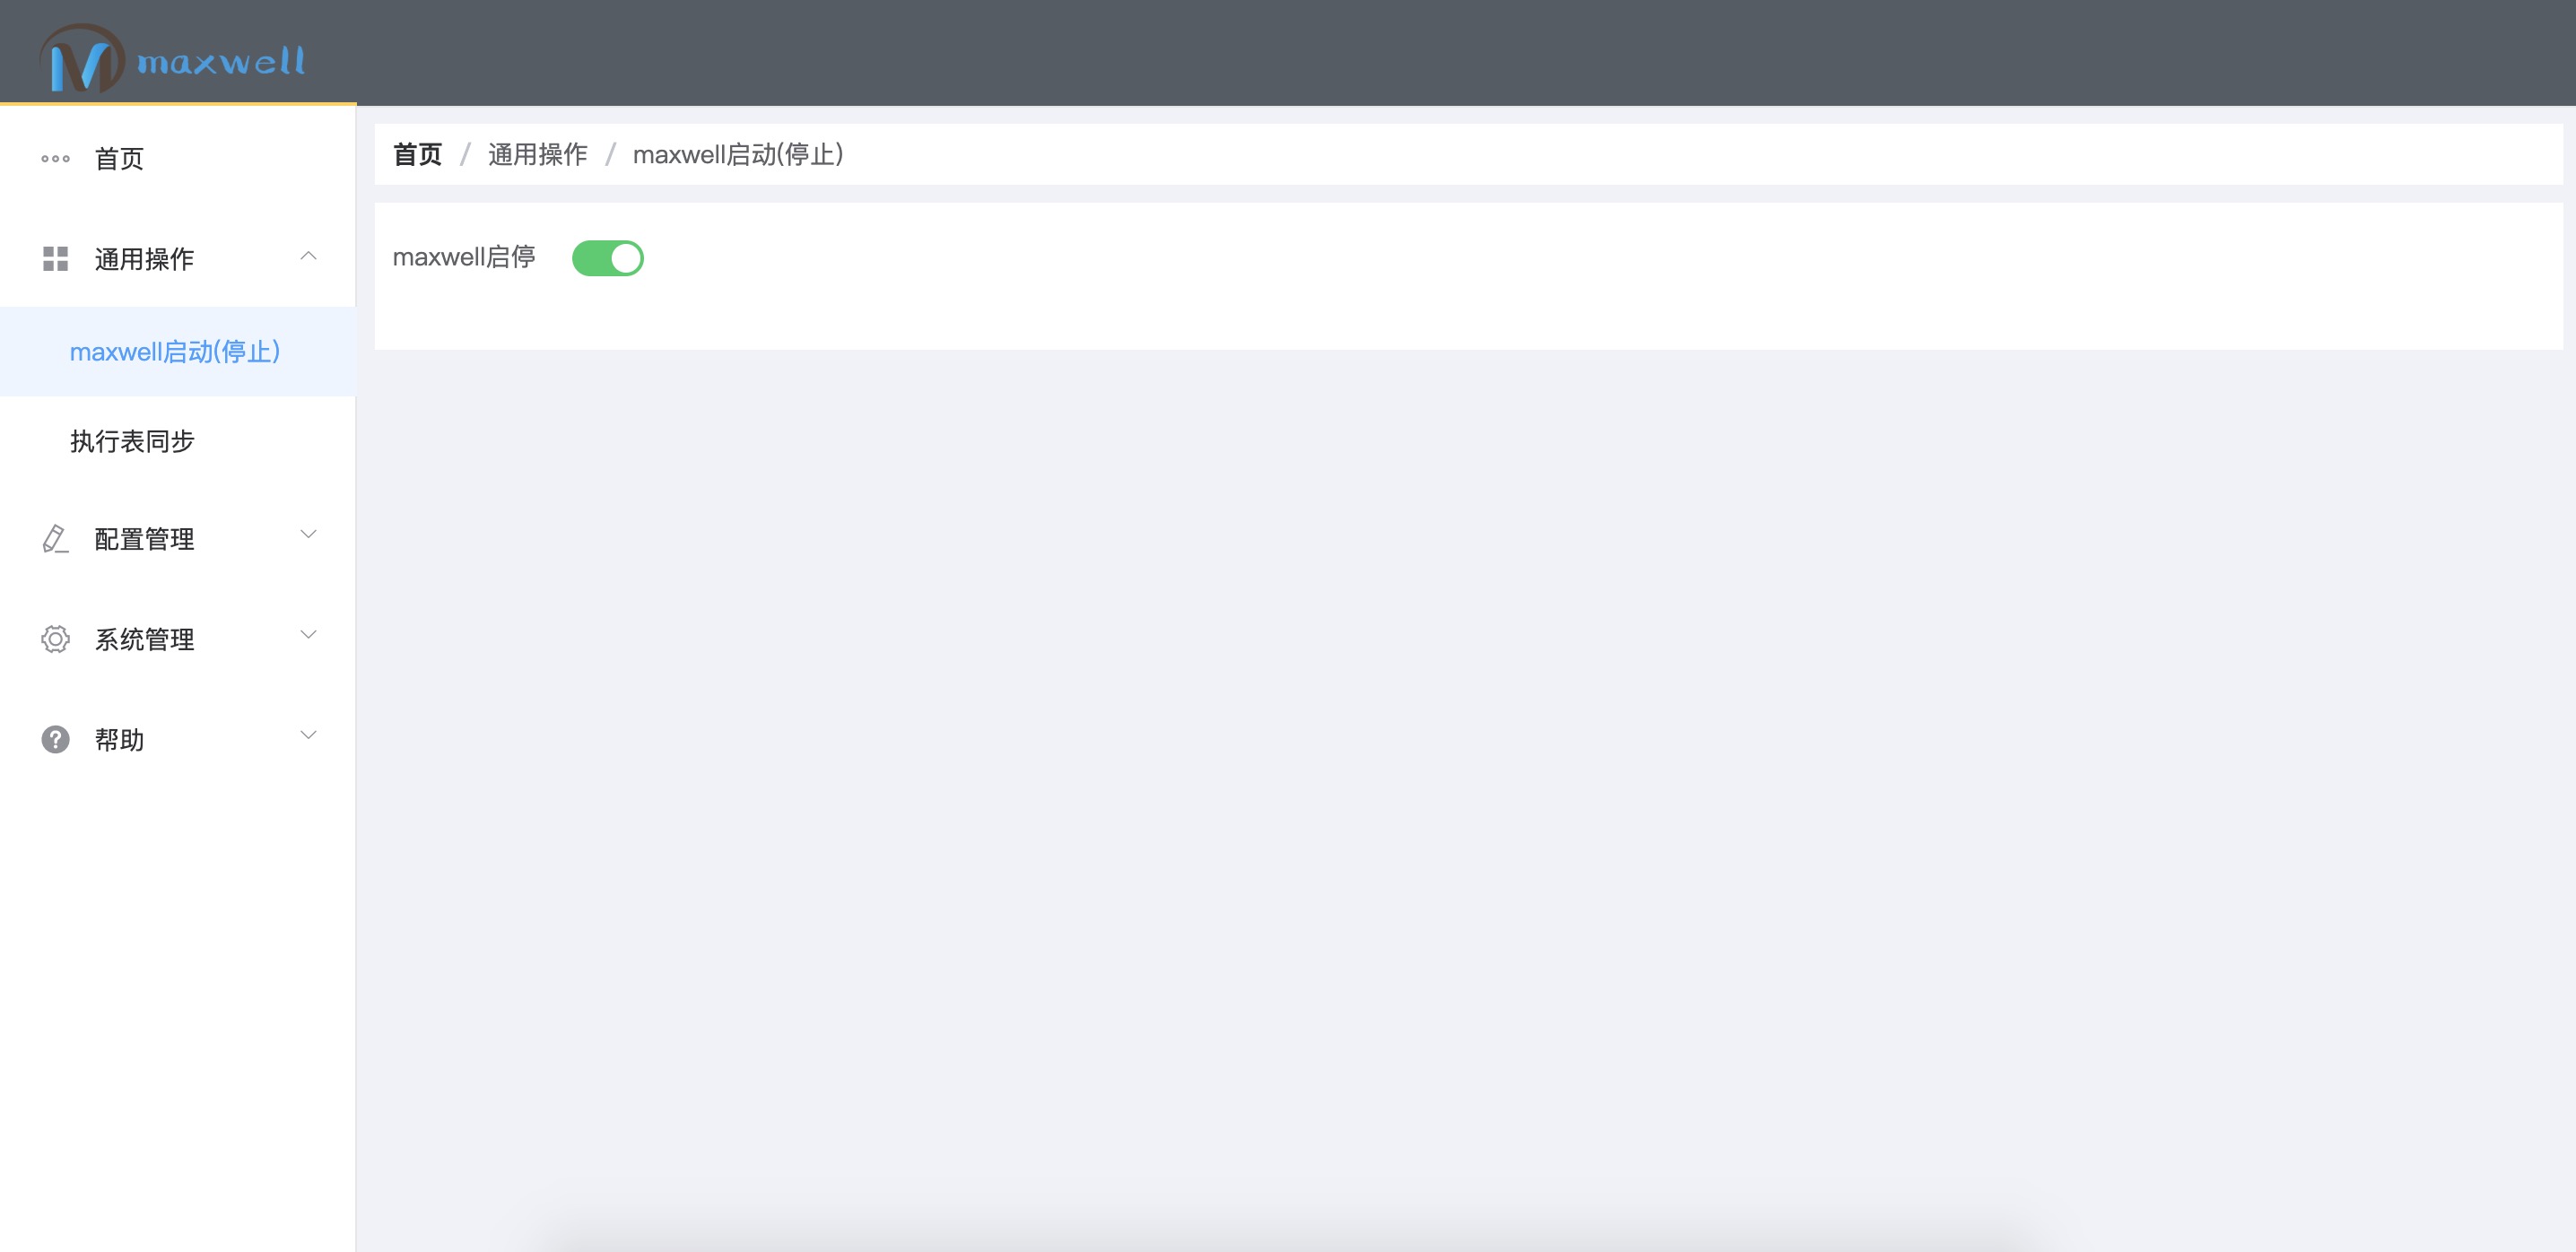 maxwell
首页
通用操作
maxwell启动(停止)
执行表同步
配置管理
系统管理
帮助
首页 / 通用操作 / maxwell启动(停止)
maxwell启停